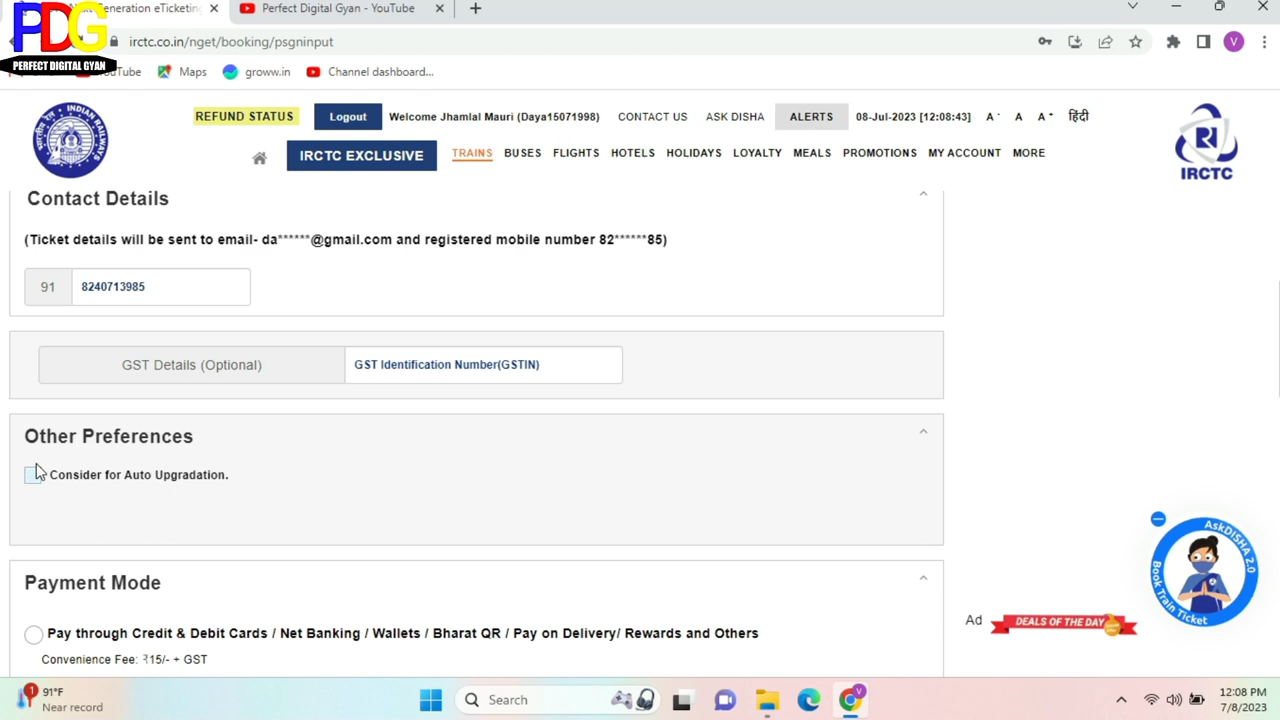 PDG
PERFECT DIGITAL GYAN
Next Generation eTicketing
Perfect Digital Gyan - YouTube
irctc.co.in/nget/booking/psgninput
YouTube
Maps
groww.in
Channel dashboard...
V
INDIAN RAILWAYS
REFUND STATUS
Logout
Welcome Jhamlal Mauri (Daya15071998)
CONTACT US
ASK DISHA
ALERTS
08-Jul-2023 [12:08:43]
A-
A
A+
हिंदी
IRCTC EXCLUSIVE
TRAINS
BUSES
FLIGHTS
HOTELS
HOLIDAYS
LOYALTY
MEALS
PROMOTIONS
MY ACCOUNT
MORE
IRCTC
Contact Details
(Ticket details will be sent to email- da******@gmail.com and registered mobile number 82******85)
91
8240713985
GST Details (Optional)
GST Identification Number(GSTIN)
Other Preferences
Consider for Auto Upgradation.
Payment Mode
Pay through Credit & Debit Cards / Net Banking / Wallets / Bharat QR / Pay on Delivery/ Rewards and Others
Convenience Fee: ₹15/- + GST
AskDISHA 2.0
Book Train Ticket
Ad
DEALS OF THE DAY
1
91°F
Near record
Search
V
12:08 PM
7/8/2023